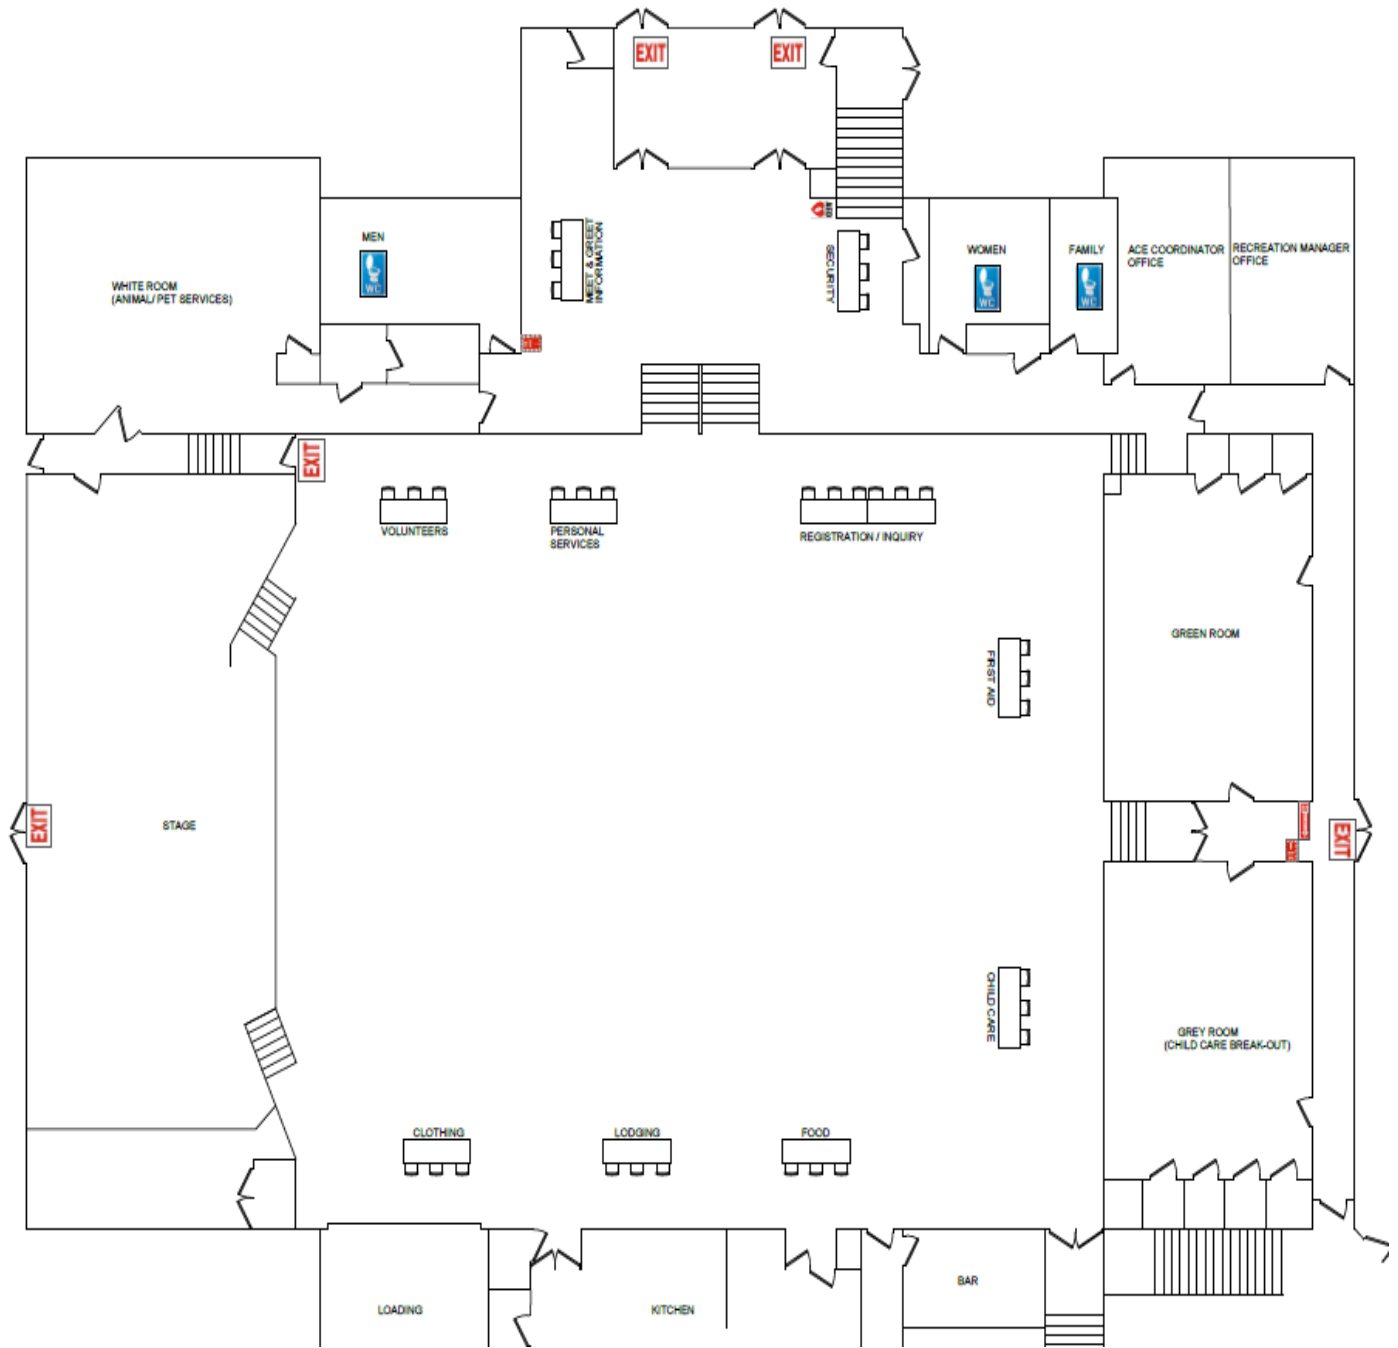 EXIT
EXIT
MEN
WC
MEET & GREET
INFORMATION
AED
SECURITY
WOMEN
WC
FAMILY
WC
ACE COORDINATOR
OFFICE
RECREATION MANAGER
OFFICE
WHITE ROOM
(ANIMAL/ PET SERVICES)
EXIT
VOLUNTEERS
PERSONAL
SERVICES
REGISTRATION / INQUIRY
GREEN ROOM
FIRST AID
EXIT
STAGE
EXIT
CHILD CARE
GREY ROOM
(CHILD CARE BREAK-OUT)
CLOTHING
LODGING
FOOD
LOADING
KITCHEN
BAR